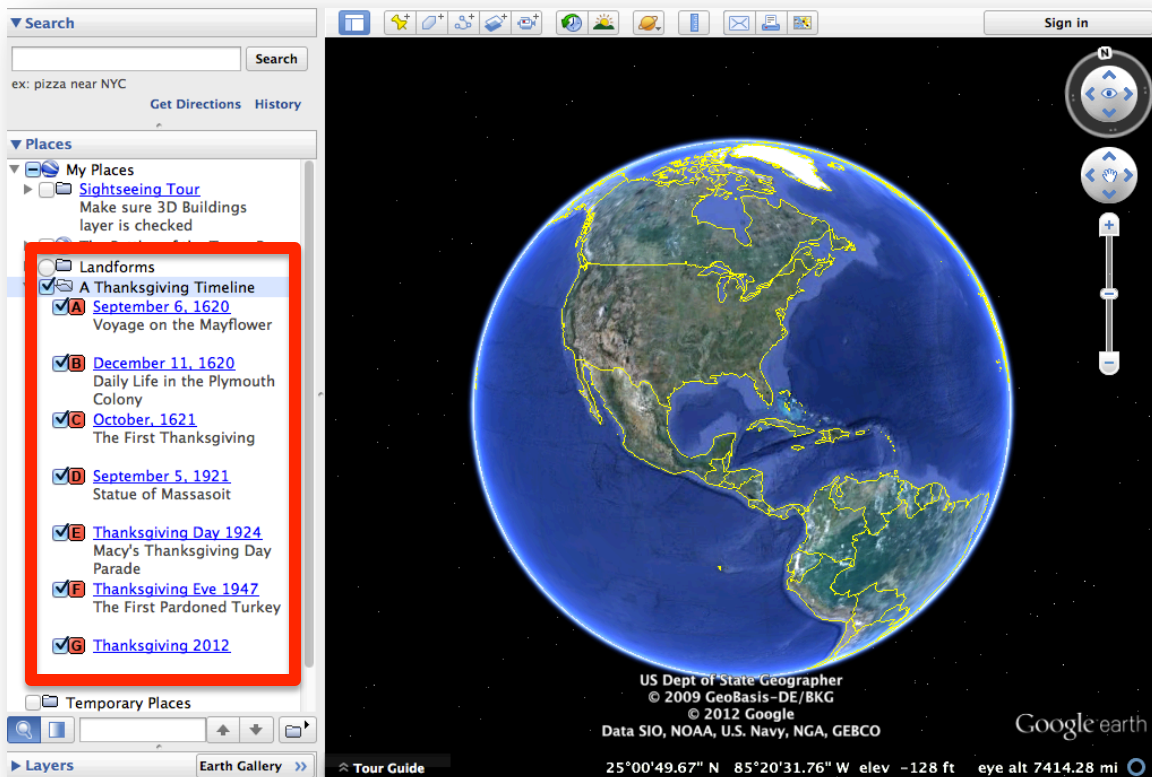 Search
Sign in
Search
ex: pizza near NYC
Get Directions History
Places
My Places
Sightseeing Tour
Make sure 3D Buildings
layer is checked
Landforms
A Thanksgiving Timeline
A September 6, 1620
Voyage on the Mayflower
B December 11, 1620
Daily Life in the Plymouth
Colony
C October, 1621
The First Thanksgiving
D September 5, 1921
Statue of Massasoit
E Thanksgiving Day 1924
Macy's Thanksgiving Day
Parade
F Thanksgiving Eve 1947
The First Pardoned Turkey
G Thanksgiving 2012
Temporary Places
Layers
Earth Gallery >>
N
US Dept of State Geographer
© 2009 GeoBasis-DE/BKG
© 2012 Google
Data SIO, NOAA, U.S. Navy, NGA, GEBCO
Google earth
Tour Guide
25°00'49.67" N 85°20'31.76" W elev -128 ft eye alt 7414.28 mi